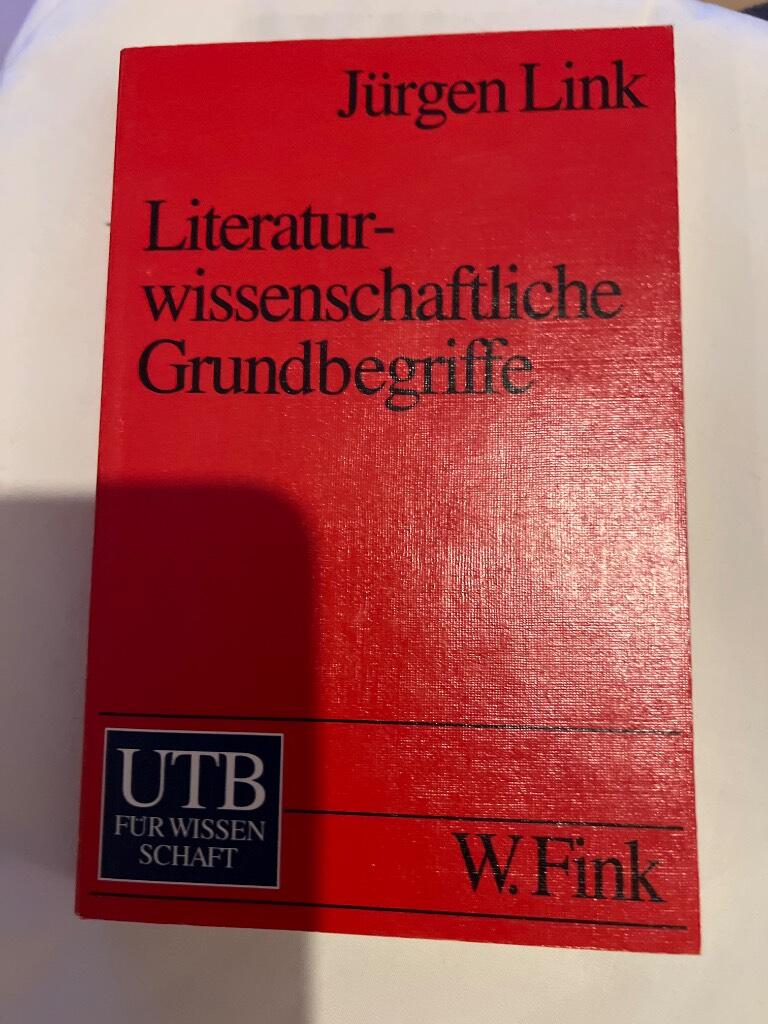 Jürgen Link
Literatur-
wissenschaftliche
Grundbegriffe
UTB
FÜR WISSEN
SCHAFT
W. Fink